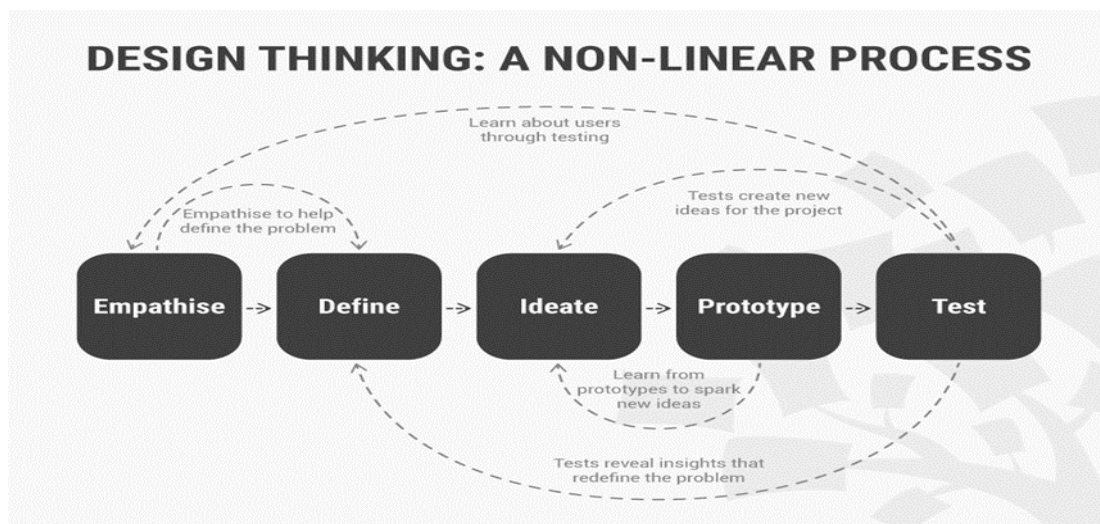 DESIGN THINKING: A NON-LINEAR PROCESS
Learn about users
through testing
Tests create new
ideas for the project
Empathise to help
define the problem
Empathise
Define
Ideate
Prototype
Test
Learn from
prototypes to spark
new ideas
Tests reveal insights that
redefine the problem